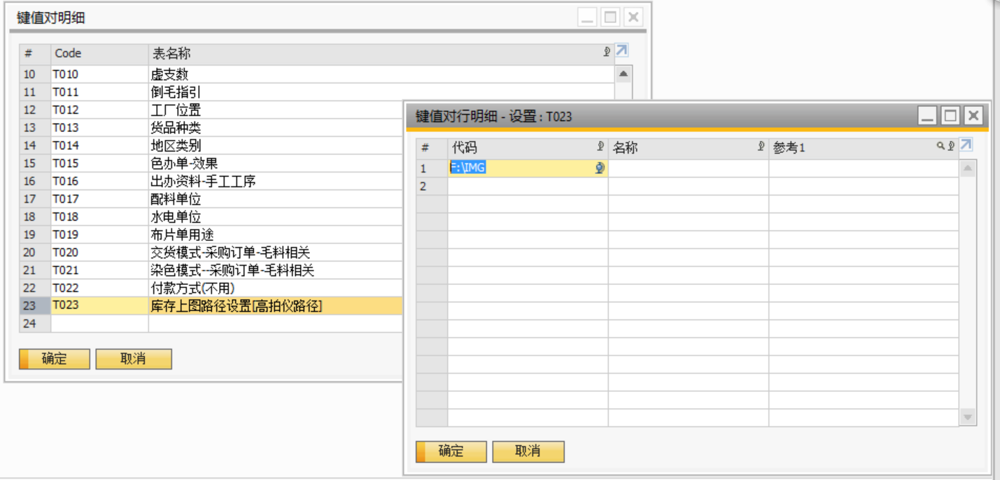 键值对明细
# Code 表名称
10 T010 虚支数
11 T011 倒毛指引
12 T012 工厂位置
13 T013 货品种类
14 T014 地区类别
15 T015 色办单-效果
16 T016 出办资料-手工工序
17 T017 配料单位
18 T018 水电单位
19 T019 布片单用途
20 T020 交货模式-采购订单-毛料相关
21 T021 染色模式--采购订单-毛料相关
22 T022 付款方式(不用)
23 T023 库存上图路径设置[高拍仪路径]
24
确定 取消
键值对行明细 - 设置 : T023
# 代码 名称 参考1
1 F:\IMG
2
确定 取消